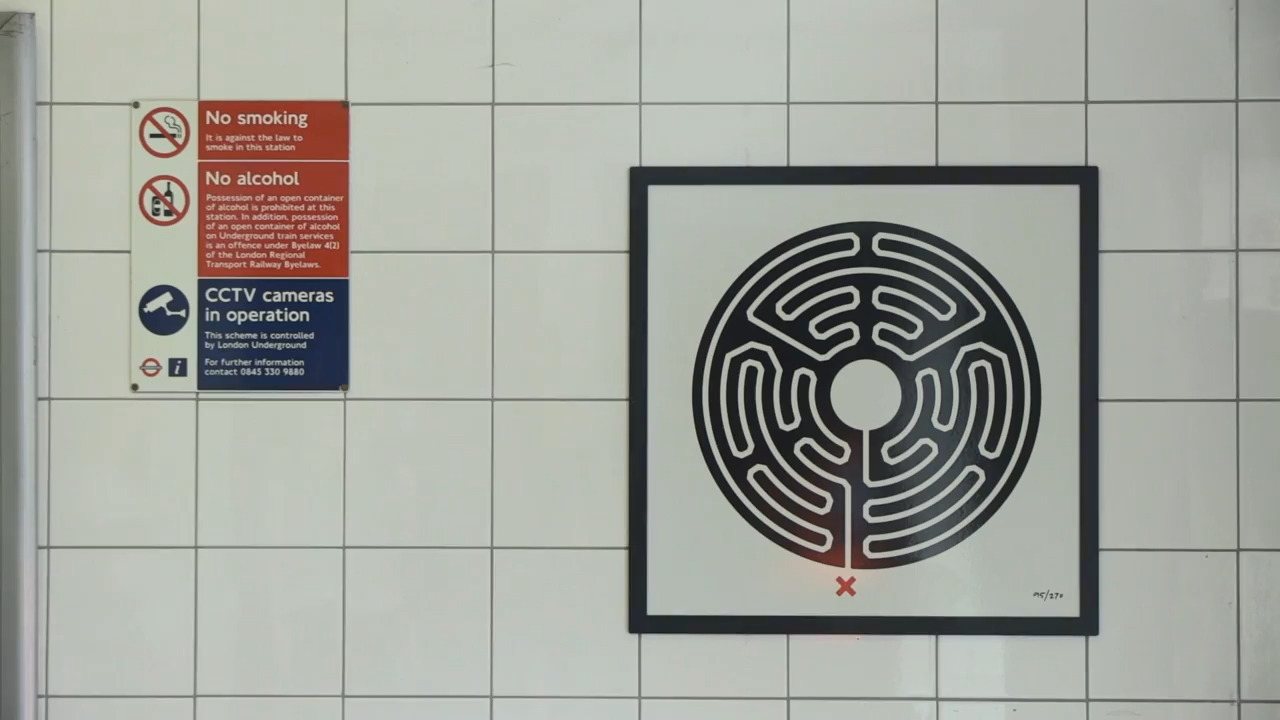 No smoking
It is against the law to
smoke in this station
No alcohol
Possession of an open container
of alcohol is prohibited at this
station. In addition, possession
of an open container of alcohol
on Underground train services
is an offence under Byelaw 4(2)
of the London Regional
Transport Railway Byelaws.
CCTV cameras
in operation
This scheme is controlled
by London Underground
For further information
contact 0845 330 9880
i
95/270